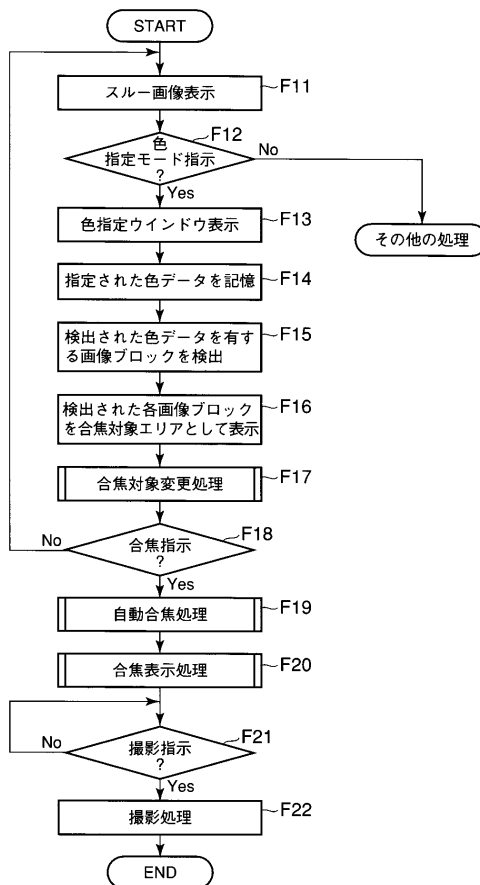 START
スルー画像表示
F11
F12
色
指定モード指示
?
No
Yes
色指定ウインドウ表示
F13
その他の処理
指定された色データを記憶
F14
検出された色データを有す
る画像ブロックを検出
F15
検出された各画像ブロック
を合焦対象エリアとして表示
F16
合焦対象変更処理
F17
F18
合焦指示
?
No
Yes
自動合焦処理
F19
合焦表示処理
F20
F21
撮影指示
?
No
Yes
撮影処理
F22
END